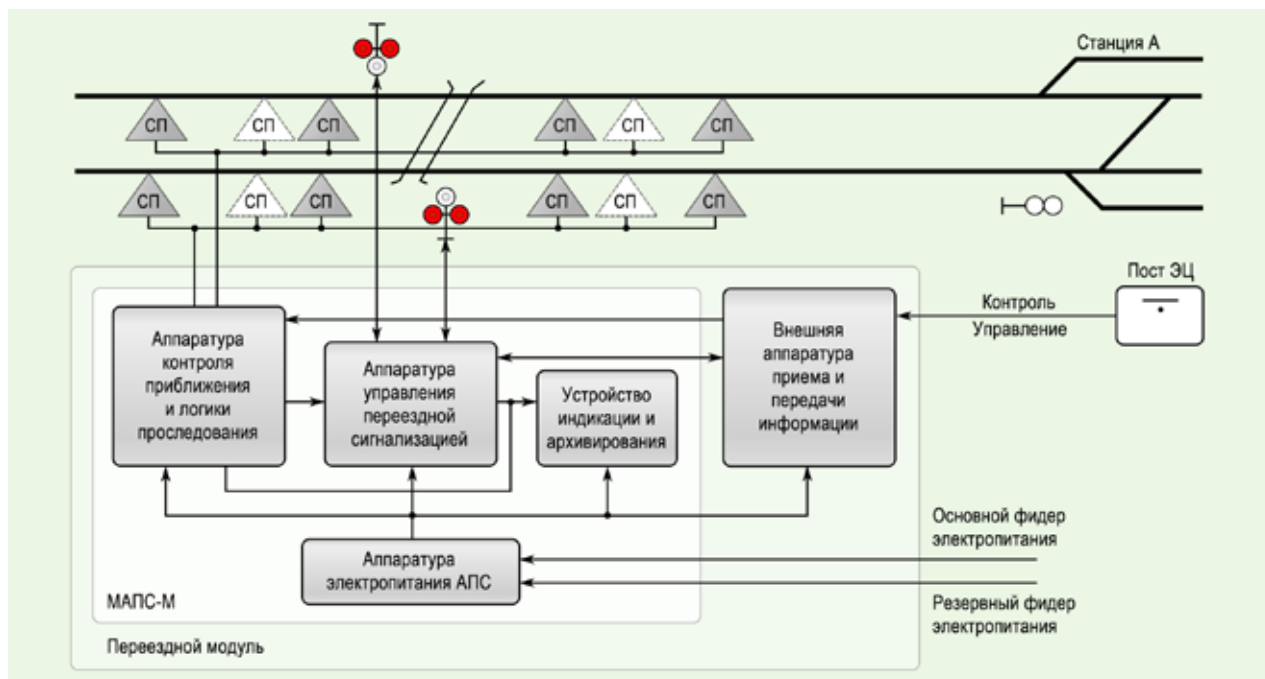 Станция А
СП СП СП СП СП СП
СП СП СП СП СП СП
Пост ЭЦ
Контроль
Управление
Аппаратура
контроля
приближения
и логики
проследования
Аппаратура
управления
переездной
сигнализацией
Устройство
индикации и
архивирования
Внешняя
аппаратура
приема и
передачи
информации
Основной фидер
электропитания
Аппаратура
электропитания АПС
Резервный фидер
электропитания
МАПС-М
Переездной модуль